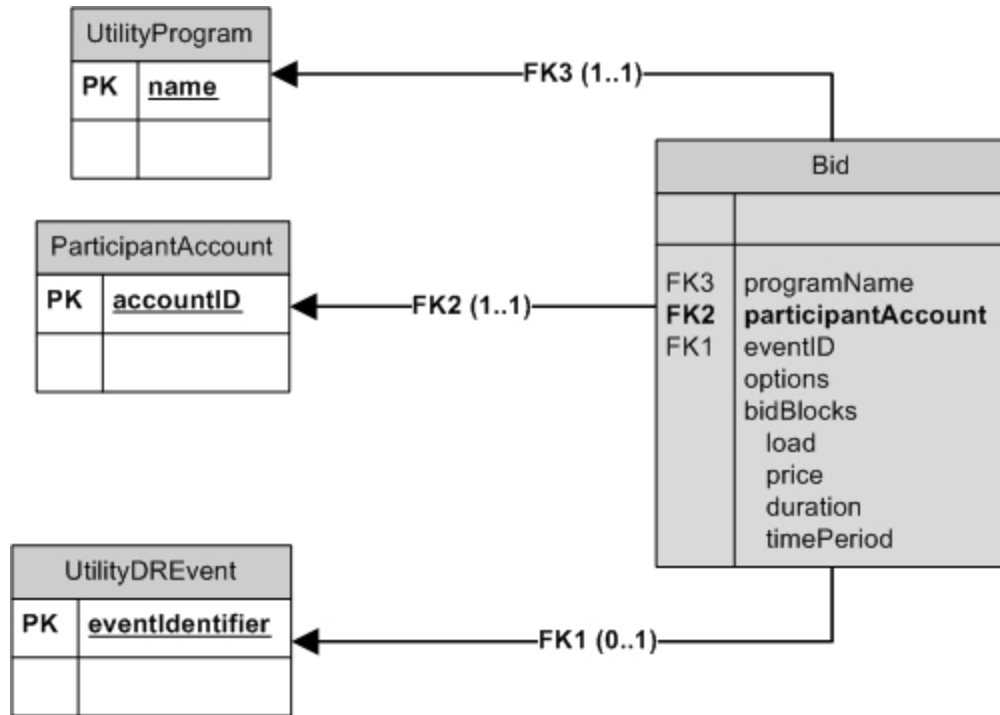 UtilityProgram
PK name
FK3 (1..1)
Bid
ParticipantAccount
PK accountID
FK2 (1..1)
FK3 programName
FK2 participantAccount
FK1 eventID
options
bidBlocks
load
price
duration
timePeriod
UtilityDREvent
PK eventIdentifier
FK1 (0..1)